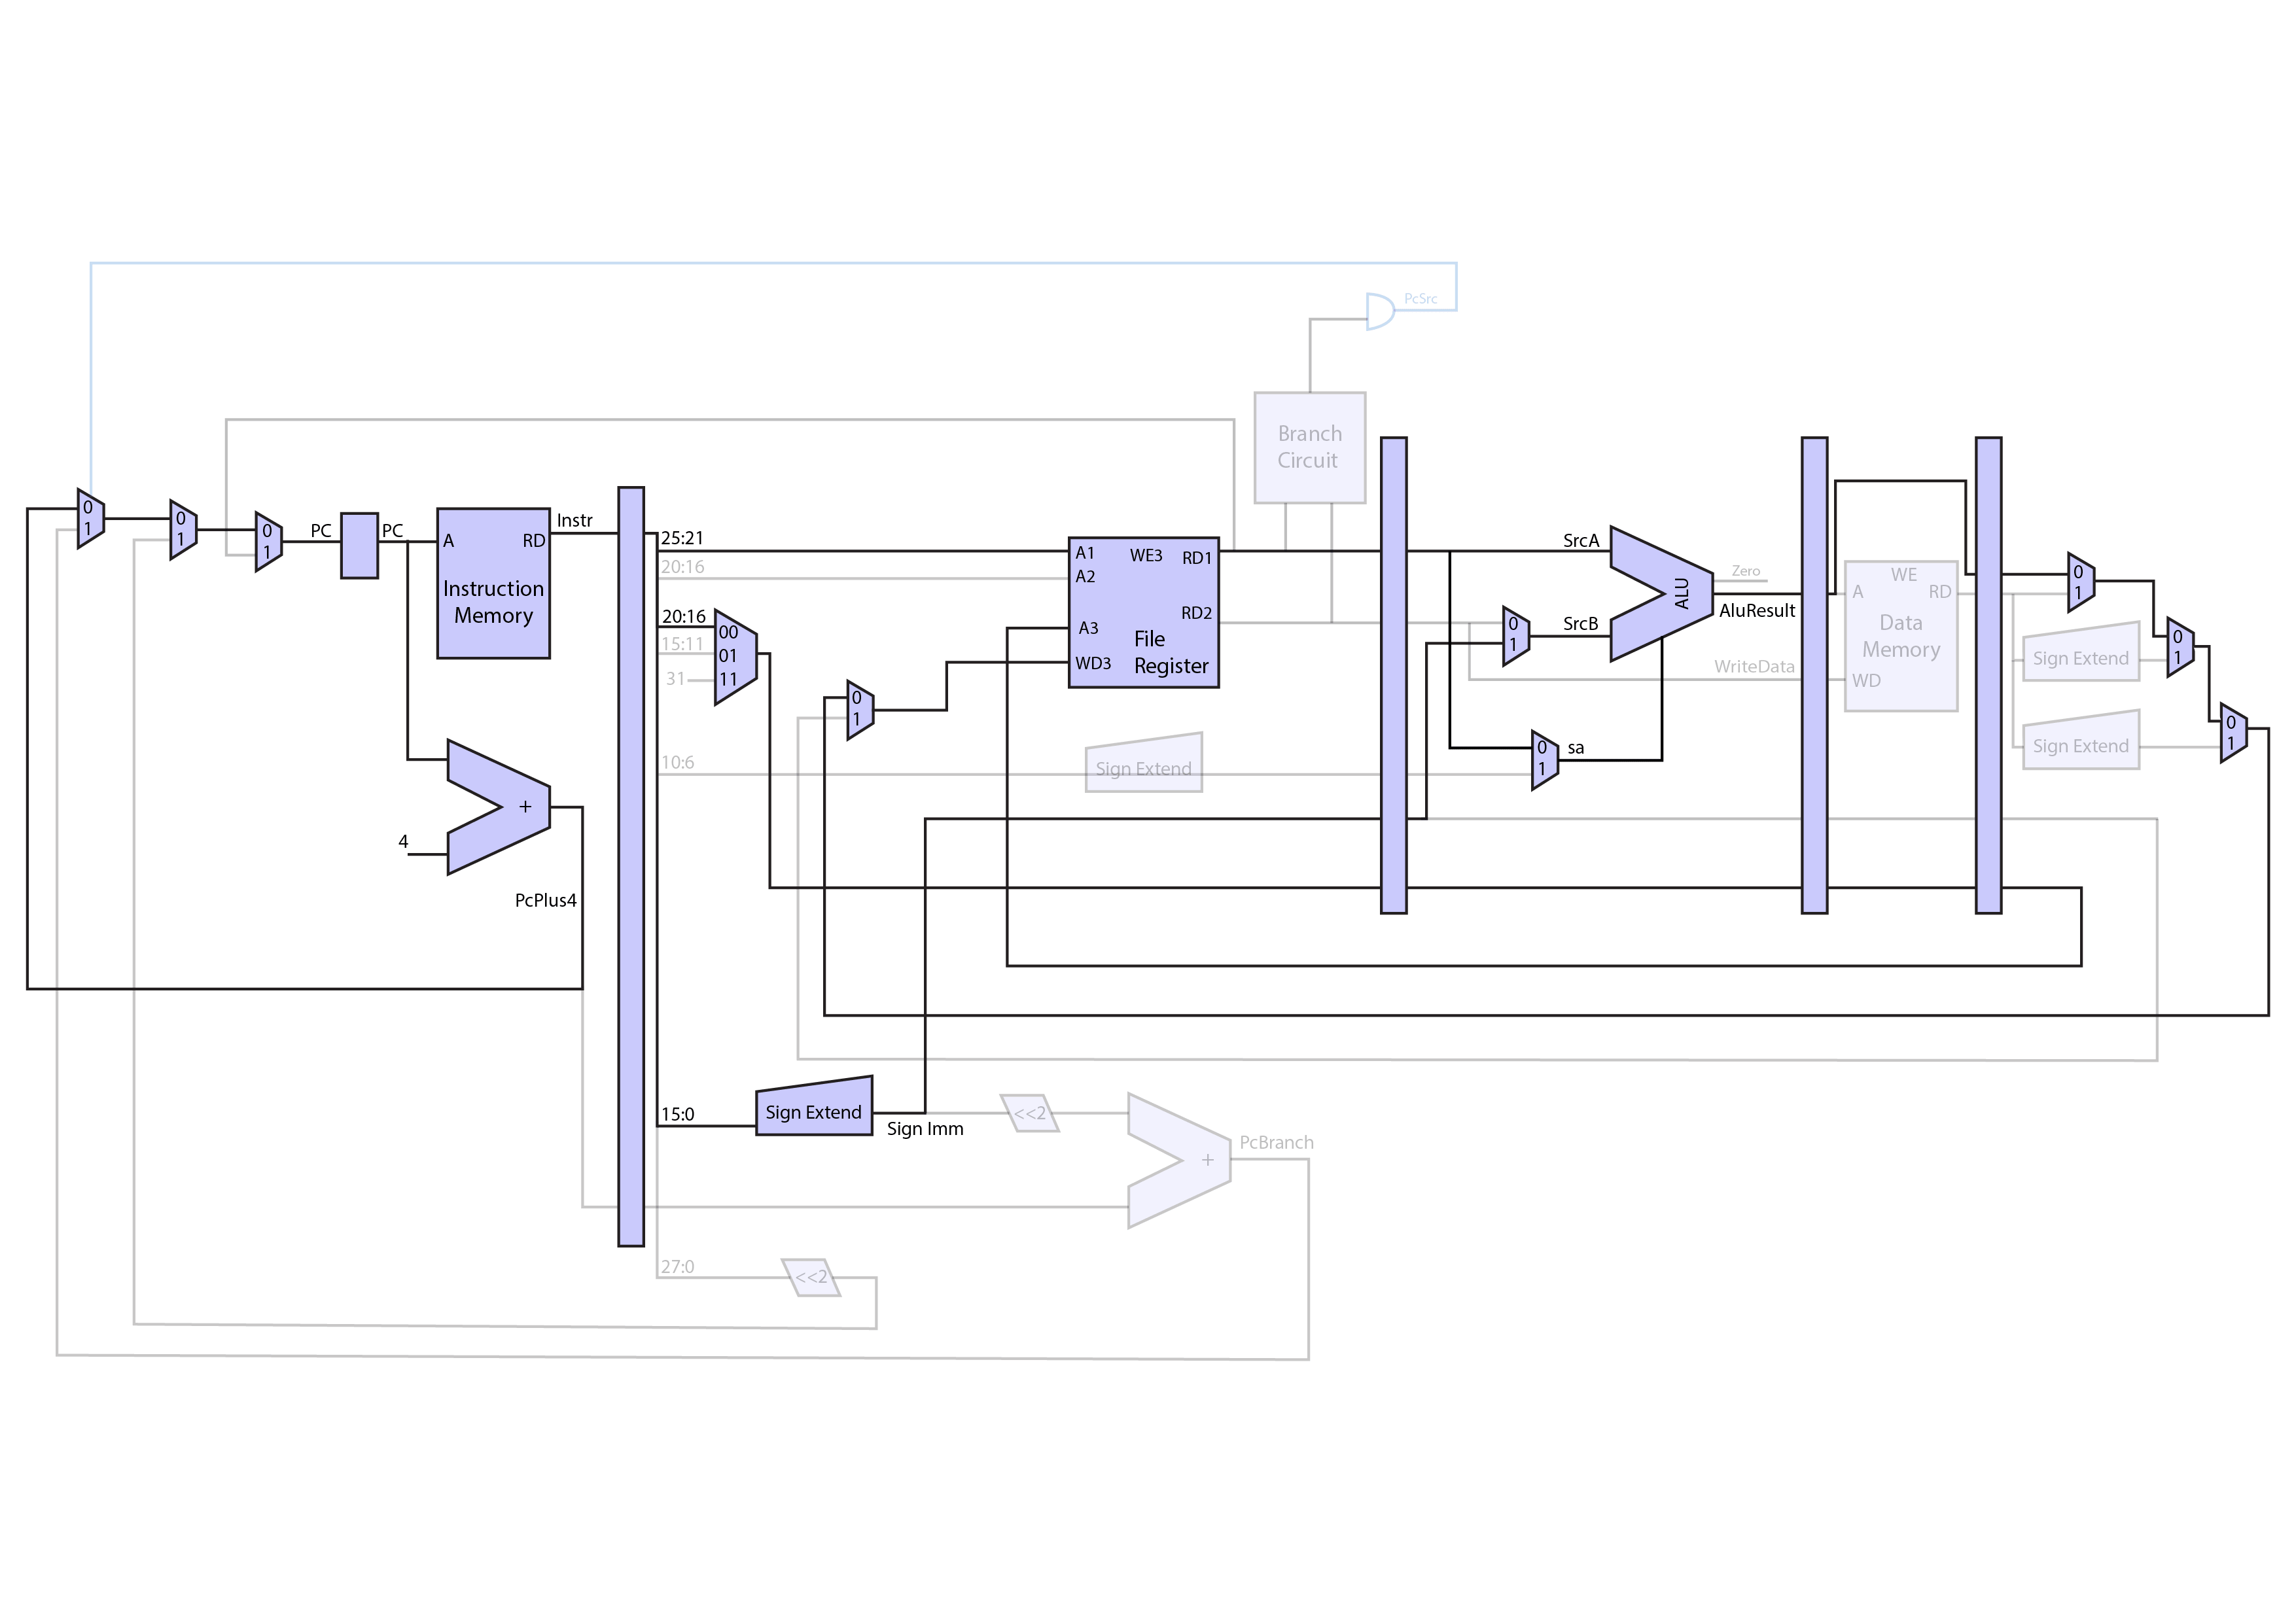 PcSrc
Branch
Circuit
0
1
0
1
0
1
PC
PC
A
RD
Instruction
Memory
Instr
25:21
20:16
20:16
15:11
31
00
01
11
A1
WE3
RD1
A2
RD2
A3
File
WD3
Register
0
1
10:6
Sign Extend
SrcA
SrcB
0
1
ALU
Zero
AluResult
WriteData
0
1
sa
A
WE
RD
Data
Memory
WD
Sign Extend
Sign Extend
0
1
0
1
0
1
+
4
PcPlus4
15:0
Sign Extend
Sign Imm
<<2
+
PcBranch
27:0
<<2